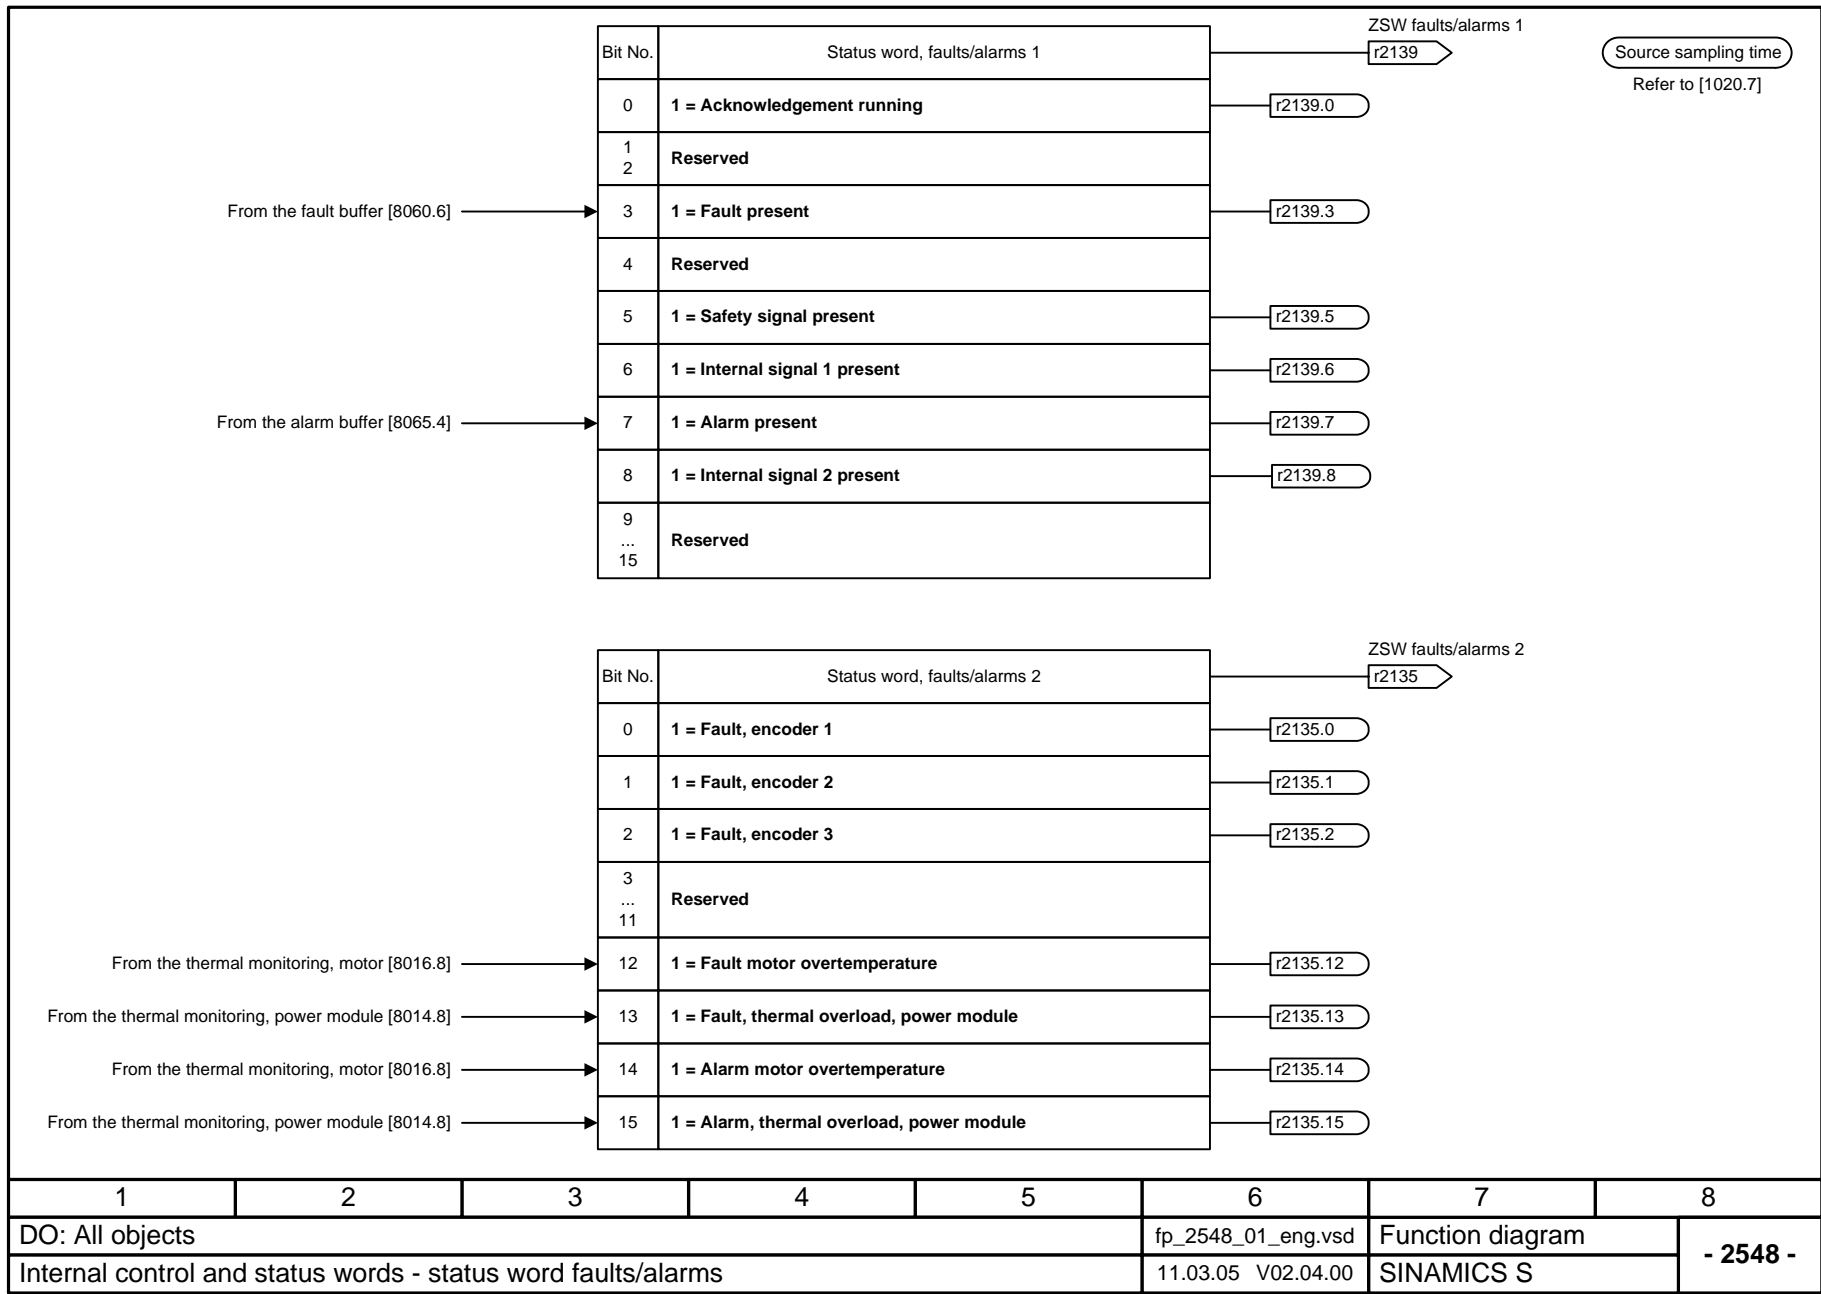 ZSW faults/alarms 1
Bit No. Status word, faults/alarms 1 r2139 Source sampling time
Refer to [1020.7]
0 1 = Acknowledgement running r2139.0
1
2
Reserved
From the fault buffer [8060.6] 3 1 = Fault present r2139.3
4 Reserved
5 1 = Safety signal present r2139.5
6 1 = Internal signal 1 present r2139.6
From the alarm buffer [8065.4] 7 1 = Alarm present r2139.7
8 1 = Internal signal 2 present r2139.8
9
...
15
Reserved
ZSW faults/alarms 2
Bit No. Status word, faults/alarms 2 r2135
0 1 = Fault, encoder 1 r2135.0
1 1 = Fault, encoder 2 r2135.1
2 1 = Fault, encoder 3 r2135.2
3
...
11
Reserved
From the thermal monitoring, motor [8016.8] 12 1 = Fault motor overtemperature r2135.12
From the thermal monitoring, power module [8014.8] 13 1 = Fault, thermal overload, power module r2135.13
From the thermal monitoring, motor [8016.8] 14 1 = Alarm motor overtemperature r2135.14
From the thermal monitoring, power module [8014.8] 15 1 = Alarm, thermal overload, power module r2135.15
1 2 3 4 5 6 7 8
DO: All objects fp_2548_01_eng.vsd Function diagram - 2548 -
Internal control and status words - status word faults/alarms 11.03.05 V02.04.00 SINAMICS S